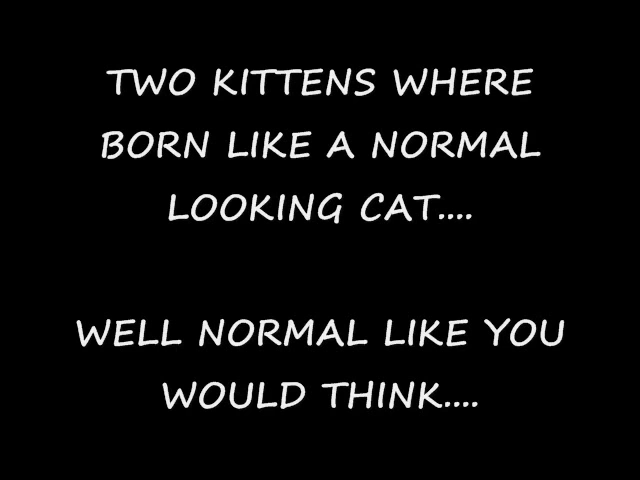 TWO KITTENS WHERE
BORN LIKE A NORMAL
LOOKING CAT....
WELL NORMAL LIKE YOU
WOULD THINK....